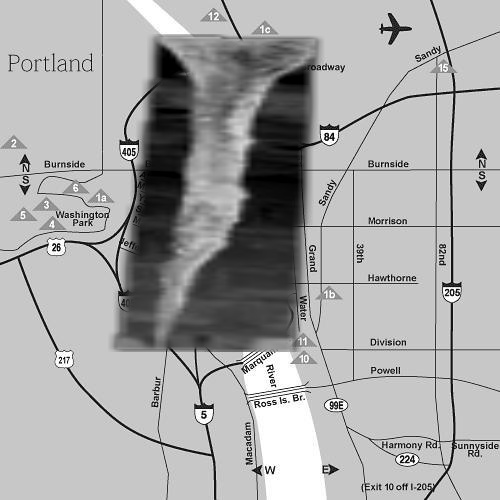 12
1c
Sandy
Portland
roadway
15
84
405
2
N
S
Burnside
Burnside
N
S
6
1a
3
5
4
Washington
Park
Sandy
Morrison
26
Grand
39th
82nd
Hawthorne
1b
205
Water
11
Division
10
217
Powell
River
Barbur
Ross Is. Br.
5
99E
Macadam
Harmony Rd.
Sunnyside
Rd.
224
W
E
(Exit 10 off I-205)